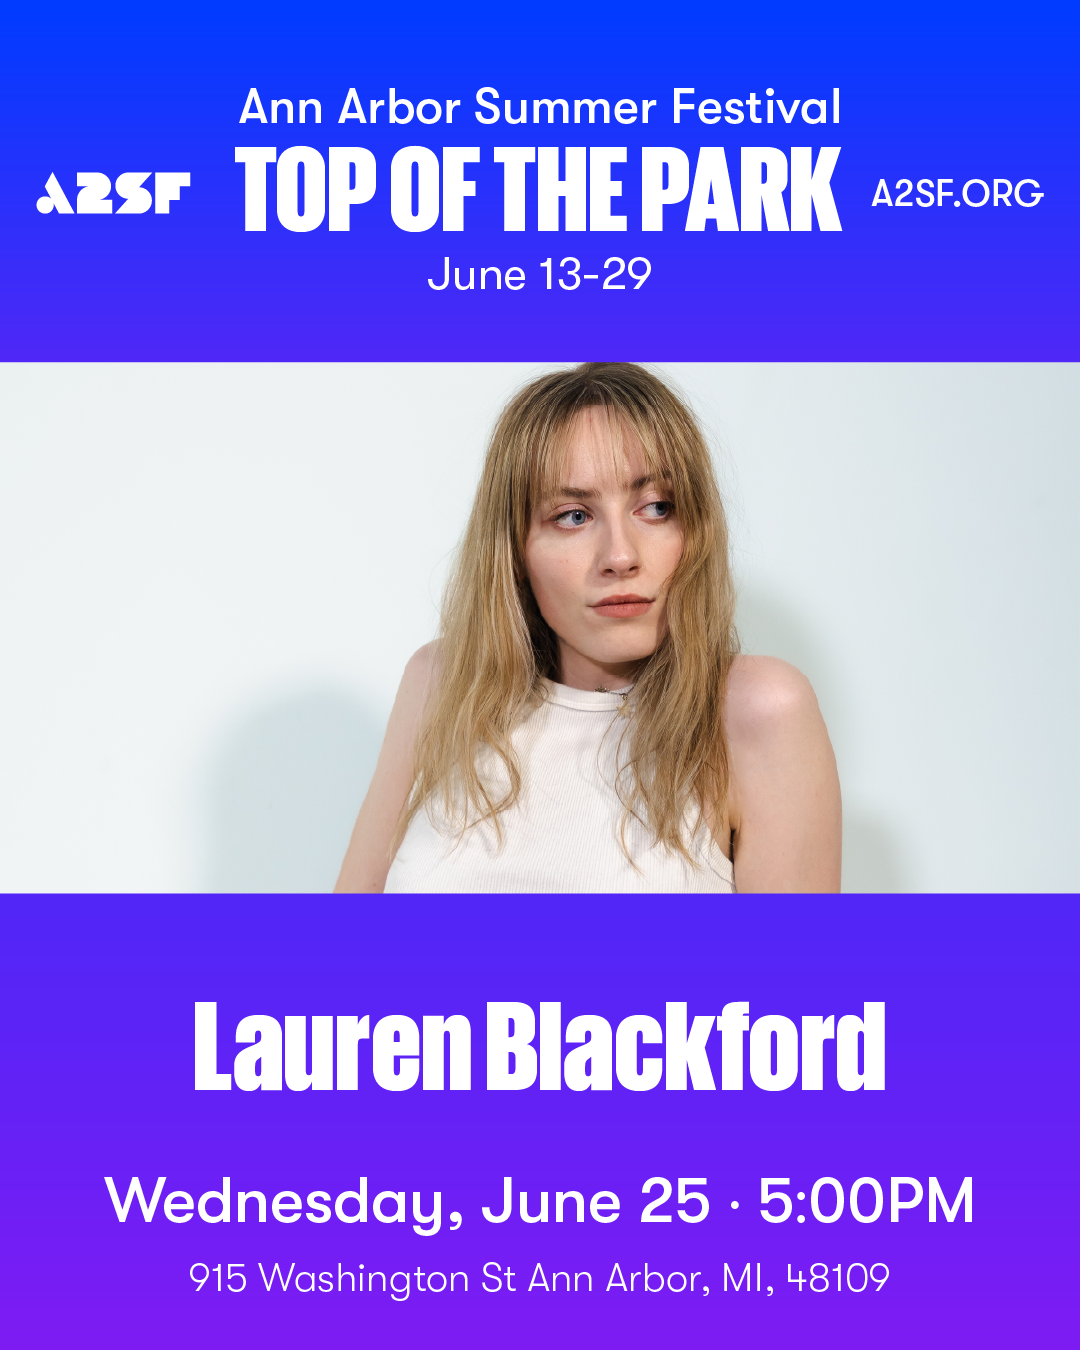 Ann Arbor Summer Festival
A2SF
TOP OF THE PARK
A2SF.ORG
June 13-29
Lauren Blackford
Wednesday, June 25 · 5:00PM
915 Washington St Ann Arbor, MI, 48109